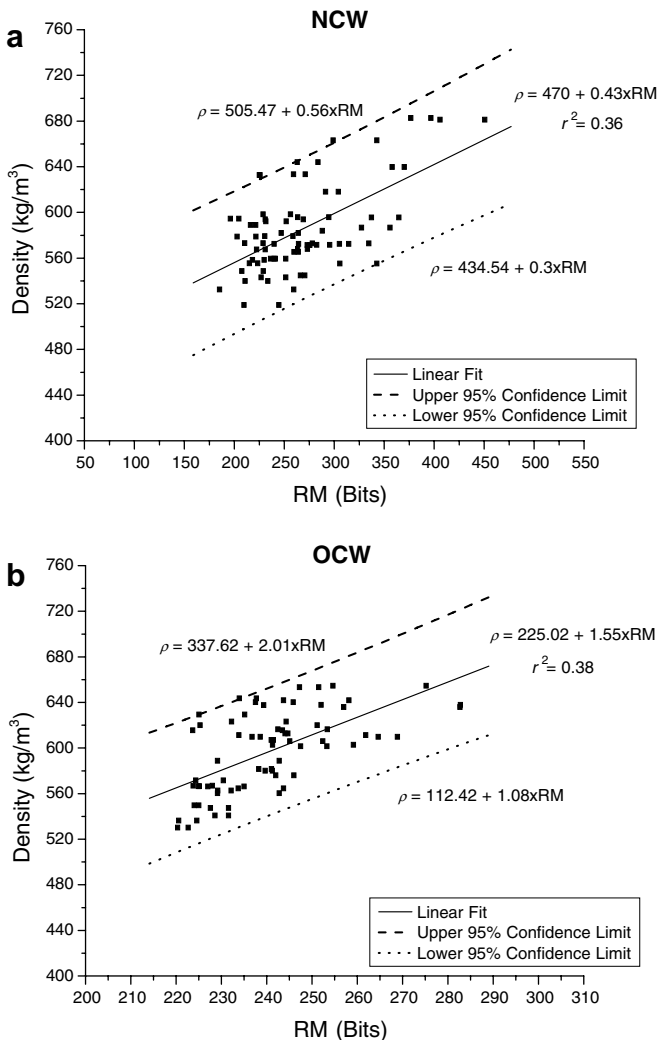 a
NCW
760
720
680
640
600
560
520
480
440
400
Density (kg/m³)
ρ = 505.47 + 0.56xRM
ρ = 470 + 0.43xRM
r²= 0.36
ρ = 434.54 + 0.3xRM
Linear Fit
Upper 95% Confidence Limit
Lower 95% Confidence Limit
50 100 150 200 250 300 350 400 450 500 550
RM (Bits)
b
OCW
760
720
680
640
600
560
520
480
440
400
Density (kg/m³)
ρ = 337.62 + 2.01xRM
ρ = 225.02 + 1.55xRM
r²= 0.38
ρ = 112.42 + 1.08xRM
Linear Fit
Upper 95% Confidence Limit
Lower 95% Confidence Limit
200 210 220 230 240 250 260 270 280 290 300 310
RM (Bits)